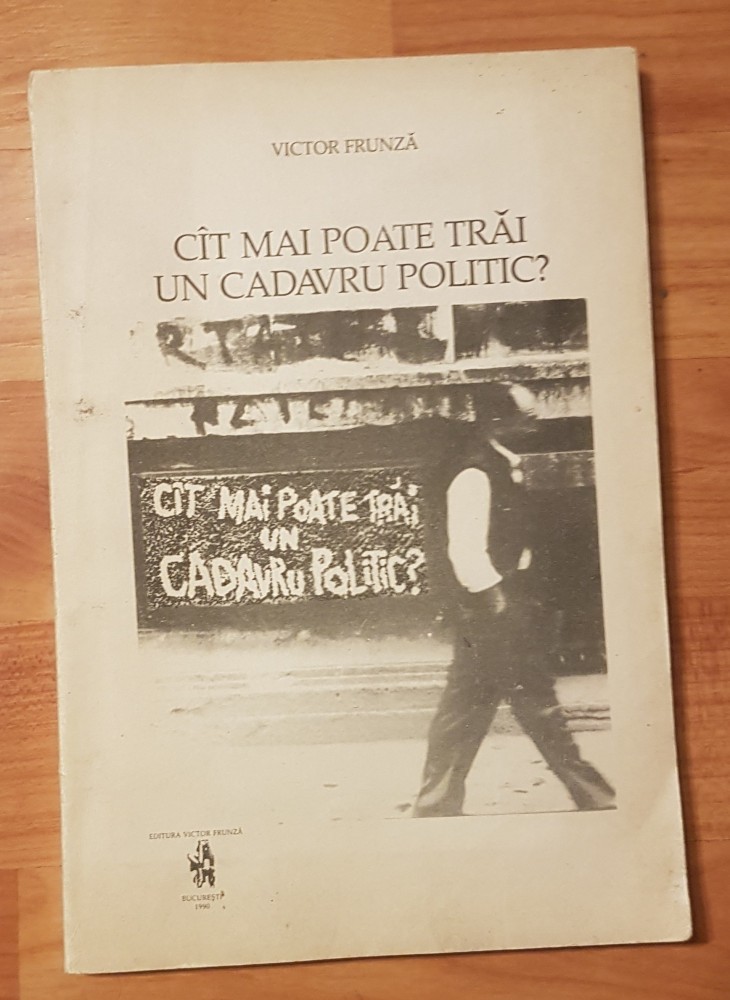 VICTOR FRUNZĂ
CÎT MAI POATE TRĂI
UN CADAVRU POLITIC?
CÎT MAI POATE TRĂi
UN
CADAVRU POLiTiC?
EDITURA VICTOR FRUNZĂ
BUCUREȘTI
1990